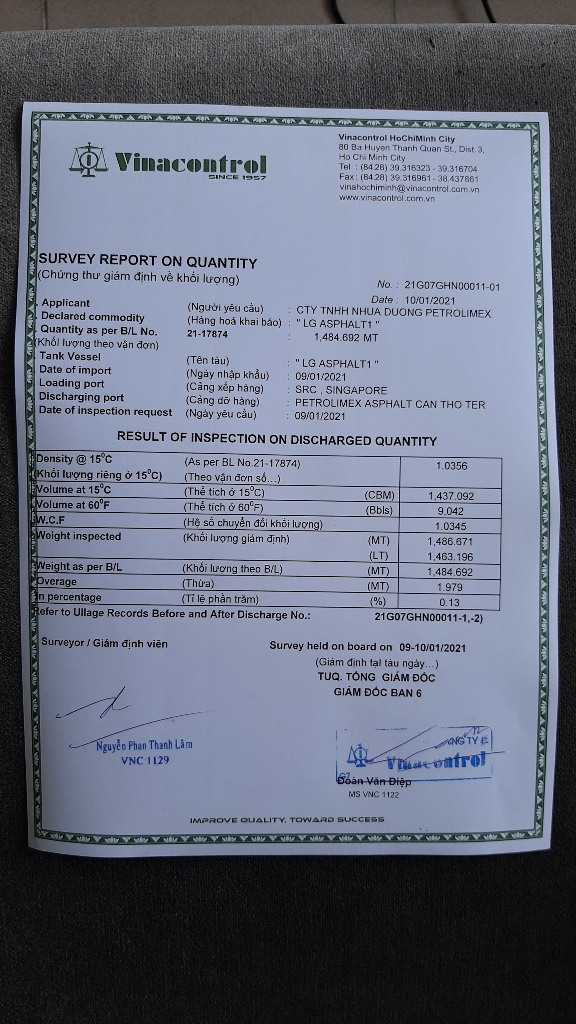 Vinacontrol
SINCE 1957
Vinacontrol HoChiMinh City
80 Ba Huyen Thanh Quan St., Dist.3,
Ho Chi Minh City
Tel : (84.28) 39.316323 - 39.316704
Fax : (84.28) 39.316961 - 38.437861
vinahochiminh@vinacontrol.com.vn
www.vinacontrol.com.vn
SURVEY REPORT ON QUANTITY
(Chứng thư giám định về khối lượng)
No. : 21G07GHN00011-01
Date : 10/01/2021
Applicant (Người yêu cầu) : CTY TNHH NHUA DUONG PETROLIMEX
Declared commodity (Hàng hoá khai báo) : " LG ASPHALT1 "
Quantity as per B/L No. 21-17874 : 1,484.692 MT
(Khối lượng theo vận đơn)
Tank Vessel (Tên tàu) : " LG ASPHALT1 "
Date of import (Ngày nhập khẩu) : 09/01/2021
Loading port (Cảng xếp hàng) : SRC , SINGAPORE
Discharging port (Cảng dỡ hàng) : PETROLIMEX ASPHALT CAN THO TER
Date of inspection request (Ngày yêu cầu) : 09/01/2021
RESULT OF INSPECTION ON DISCHARGED QUANTITY
Density @ 15⁰C (As per BL No.21-17874) 1.0356
(Khối lượng riêng ở 15⁰C) (Theo vận đơn số...)
Volume at 15⁰C (Thể tích ở 15⁰C) (CBM) 1,437.092
Volume at 60⁰F (Thể tích ở 60⁰F) (Bbls) 9,042
W.C.F (Hệ số chuyển đổi khối lượng) 1.0345
Weight inspected (Khối lượng giám định) (MT) 1,486.671
(LT) 1,463.196
Weight as per B/L (Khối lượng theo B/L) (MT) 1,484.692
Overage (Thừa) (MT) 1.979
In percentage (Tỉ lệ phần trăm) (%) 0.13
Refer to Ullage Records Before and After Discharge No.: 21G07GHN00011-1,-2)
Surveyor / Giám định viên
Survey held on board on 09-10/01/2021
(Giám định tại tàu ngày...)
TUQ. TỔNG GIÁM ĐỐC
GIÁM ĐỐC BAN 6
Nguyễn Phan Thanh Lâm
VNC 1129
Vinacontrol
Đoàn Văn Điệp
MS VNC 1122
IMPROVE QUALITY, TOWARD SUCCESS